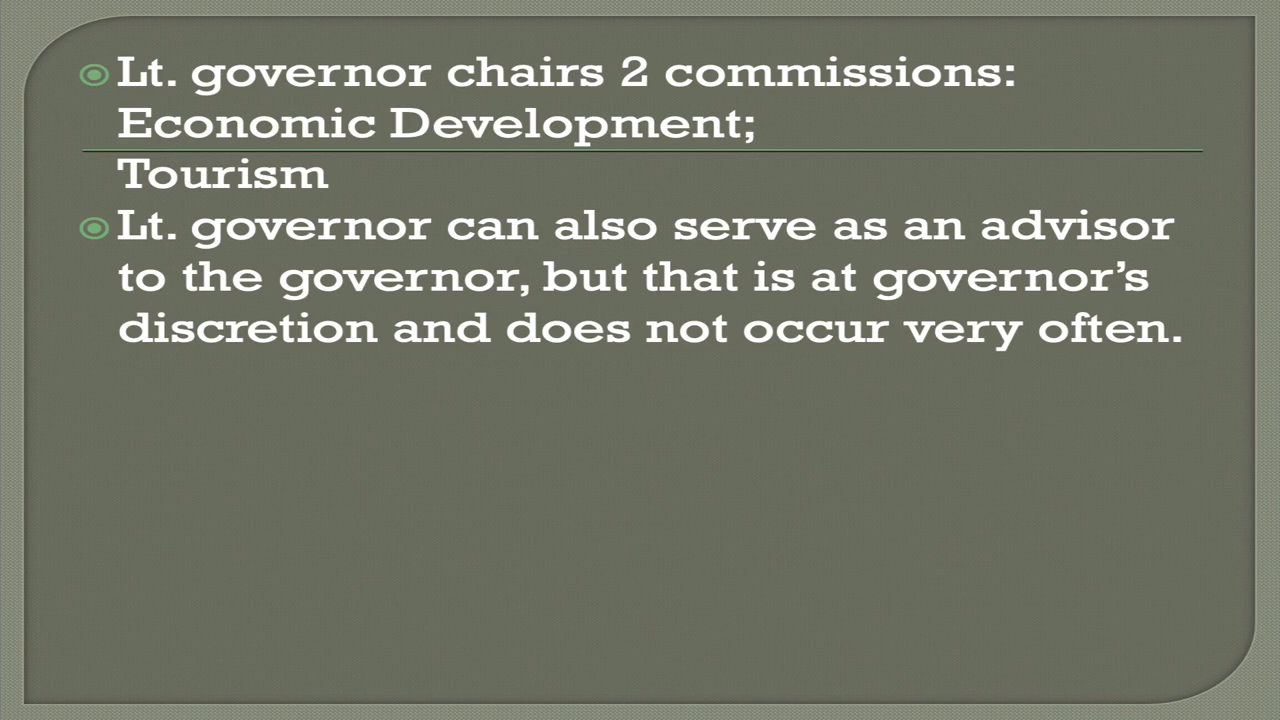 Lt. governor chairs 2 commissions:
Economic Development;
Tourism
Lt. governor can also serve as an advisor
to the governor, but that is at governor’s
discretion and does not occur very often.